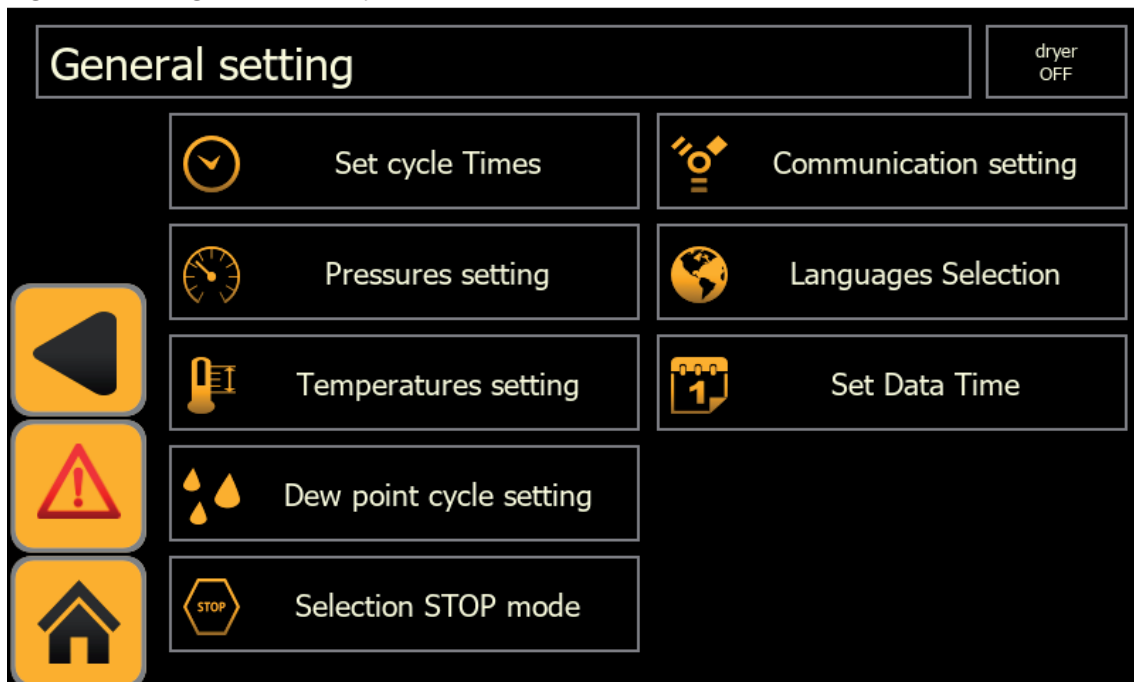 General setting
dryer
OFF
Set cycle Times
Communication setting
Pressures setting
Languages Selection
Temperatures setting
1
Set Data Time
Dew point cycle setting
STOP
Selection STOP mode